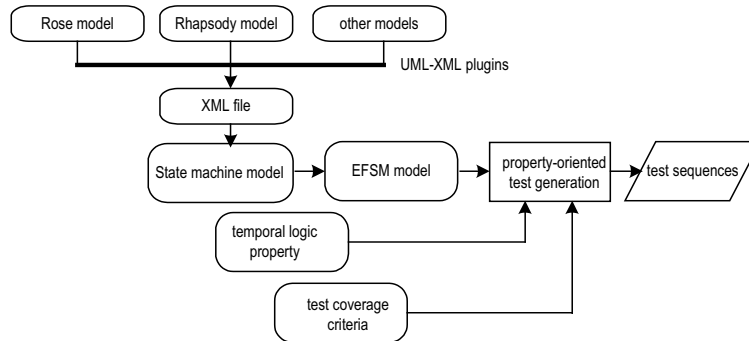 Rose model
Rhapsody model
other models
UML-XML plugins
XML file
State machine model
EFSM model
property-oriented
test generation
test sequences
temporal logic
property
test coverage
criteria